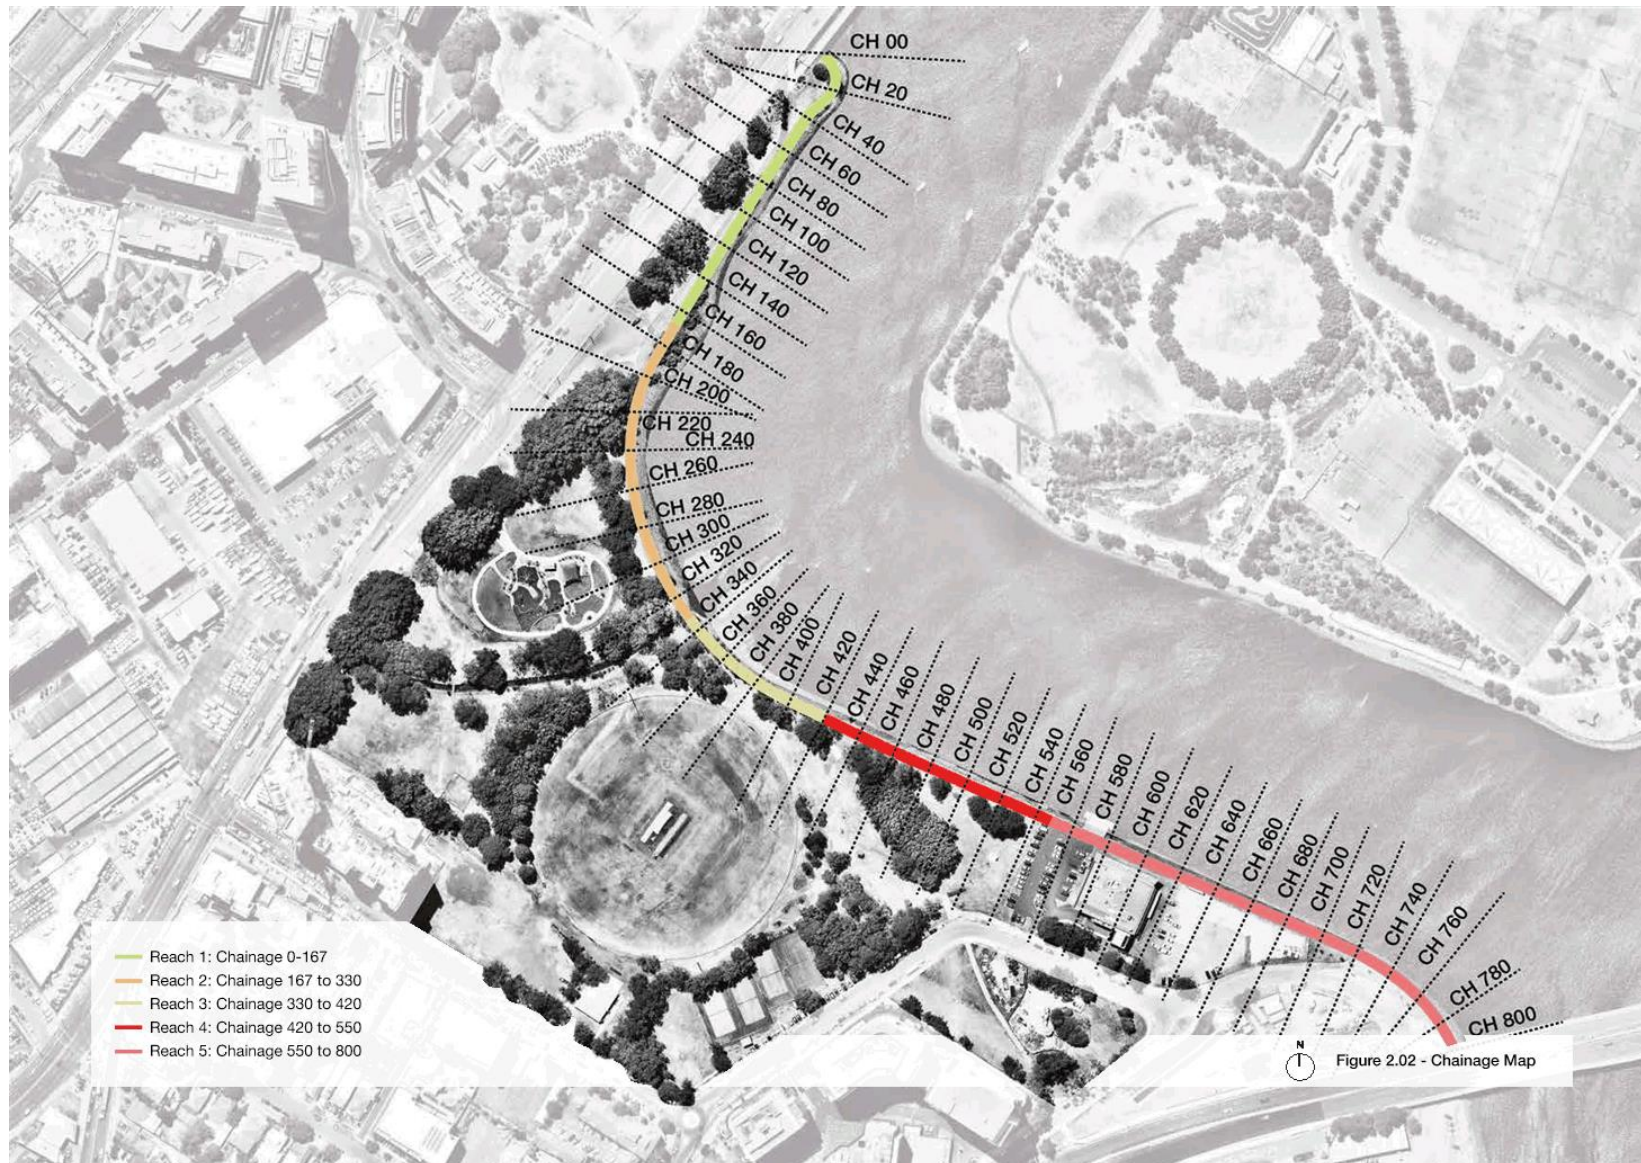 CH 00
CH 20
CH 40
CH 60
CH 80
CH 100
CH 120
CH 140
CH 160
CH 180
CH 200
CH 220
CH 240
CH 260
CH 280
CH 300
CH 320
CH 340
CH 360
CH 380
CH 400
CH 420
CH 440
CH 460
CH 480
CH 500
CH 520
CH 540
CH 560
CH 580
CH 600
CH 620
CH 640
CH 660
CH 680
CH 700
CH 720
CH 740
CH 760
CH 780
CH 800
Reach 1: Chainage 0-167
Reach 2: Chainage 167 to 330
Reach 3: Chainage 330 to 420
Reach 4: Chainage 420 to 550
Reach 5: Chainage 550 to 800
N
Figure 2.02 - Chainage Map